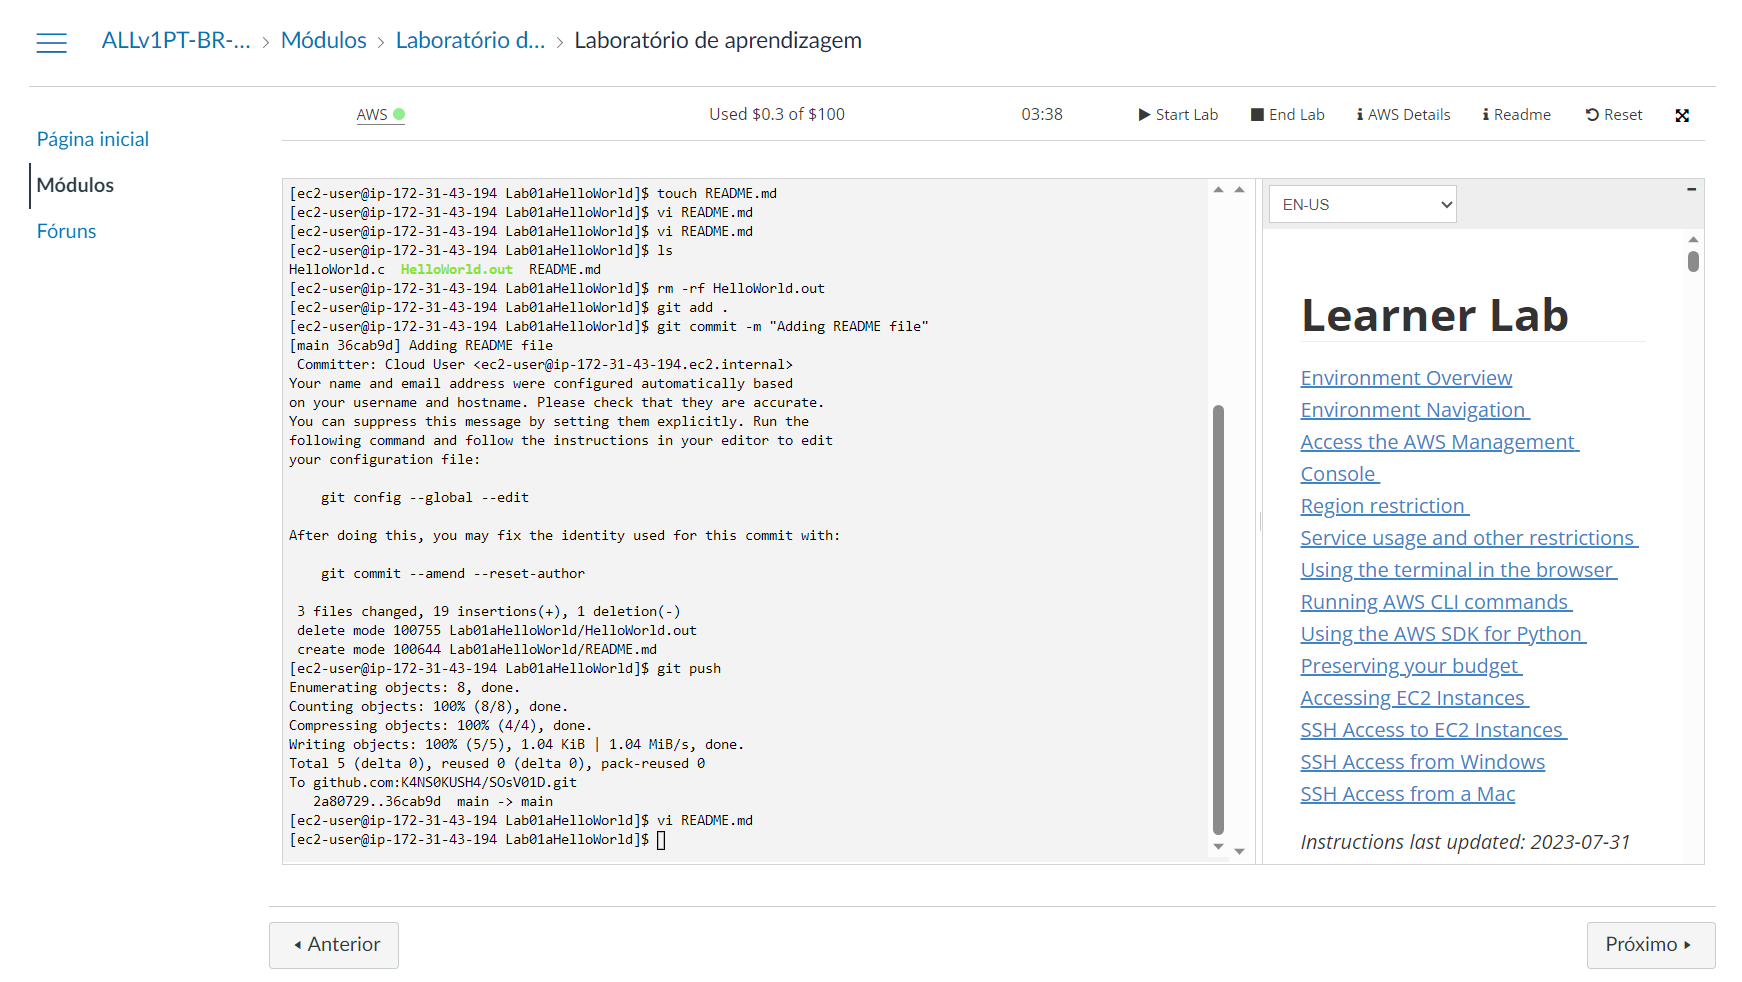 ALLv1PT-BR-... > Módulos > Laboratório d... > Laboratório de aprendizagem
Página inicial
Módulos
Fóruns
AWS
Used $0.3 of $100
03:38
Start Lab
End Lab
AWS Details
Readme
Reset
[ec2-user@ip-172-31-43-194 Lab01aHelloWorld]$ touch README.md
[ec2-user@ip-172-31-43-194 Lab01aHelloWorld]$ vi README.md
[ec2-user@ip-172-31-43-194 Lab01aHelloWorld]$ vi README.md
[ec2-user@ip-172-31-43-194 Lab01aHelloWorld]$ ls
HelloWorld.c  HelloWorld.out  README.md
[ec2-user@ip-172-31-43-194 Lab01aHelloWorld]$ rm -rf HelloWorld.out
[ec2-user@ip-172-31-43-194 Lab01aHelloWorld]$ git add .
[ec2-user@ip-172-31-43-194 Lab01aHelloWorld]$ git commit -m "Adding README file"
[main 36cab9d] Adding README file
 Committer: Cloud User <ec2-user@ip-172-31-43-194.ec2.internal>
Your name and email address were configured automatically based
on your username and hostname. Please check that they are accurate.
You can suppress this message by setting them explicitly. Run the
following command and follow the instructions in your editor to edit
your configuration file:
    git config --global --edit
After doing this, you may fix the identity used for this commit with:
    git commit --amend --reset-author
 3 files changed, 19 insertions(+), 1 deletion(-)
 delete mode 100755 Lab01aHelloWorld/HelloWorld.out
 create mode 100644 Lab01aHelloWorld/README.md
[ec2-user@ip-172-31-43-194 Lab01aHelloWorld]$ git push
Enumerating objects: 8, done.
Counting objects: 100% (8/8), done.
Compressing objects: 100% (4/4), done.
Writing objects: 100% (5/5), 1.04 KiB | 1.04 MiB/s, done.
Total 5 (delta 0), reused 0 (delta 0), pack-reused 0
To github.com:K4NS0KUSH4/SOsV01D.git
   2a80729..36cab9d  main -> main
[ec2-user@ip-172-31-43-194 Lab01aHelloWorld]$ vi README.md
[ec2-user@ip-172-31-43-194 Lab01aHelloWorld]$
EN-US
Learner Lab
Environment Overview
Environment Navigation
Access the AWS Management
Console
Region restriction
Service usage and other restrictions
Using the terminal in the browser
Running AWS CLI commands
Using the AWS SDK for Python
Preserving your budget
Accessing EC2 Instances
SSH Access to EC2 Instances
SSH Access from Windows
SSH Access from a Mac
Instructions last updated: 2023-07-31
Anterior
Próximo